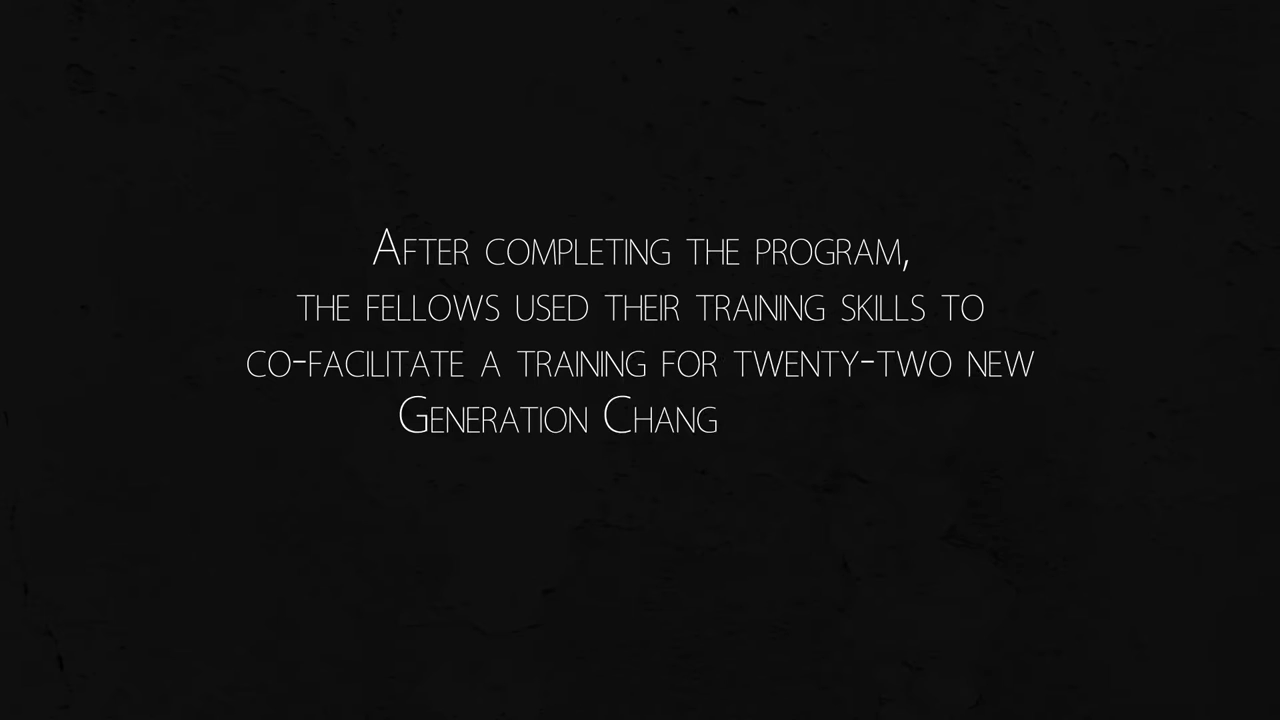 After completing the program,
the fellows used their training skills to
co-facilitate a training for twenty-two new
Generation Chang